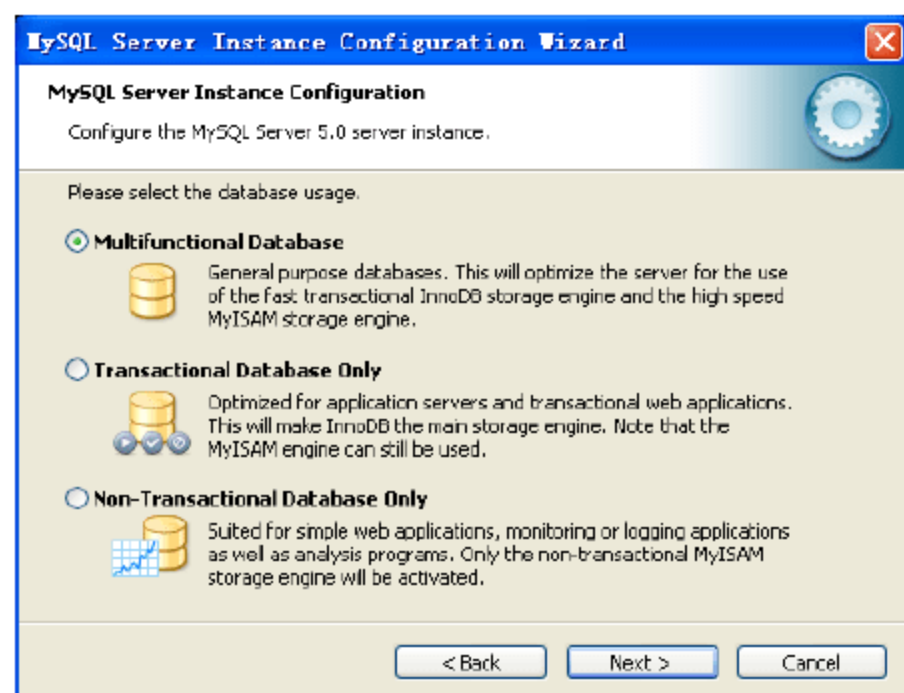 MySQL Server Instance Configuration Wizard
MySQL Server Instance Configuration
Configure the MySQL Server 5.0 server instance.
Please select the database usage.
Multifunctional Database
General purpose databases. This will optimize the server for the use
of the fast transactional InnoDB storage engine and the high speed
MyISAM storage engine.
Transactional Database Only
Optimized for application servers and transactional web applications.
This will make InnoDB the main storage engine. Note that the
MyISAM engine can still be used.
Non-Transactional Database Only
Suited for simple web applications, monitoring or logging applications
as well as analysis programs. Only the non-transactional MyISAM
storage engine will be activated.
< Back Next > Cancel